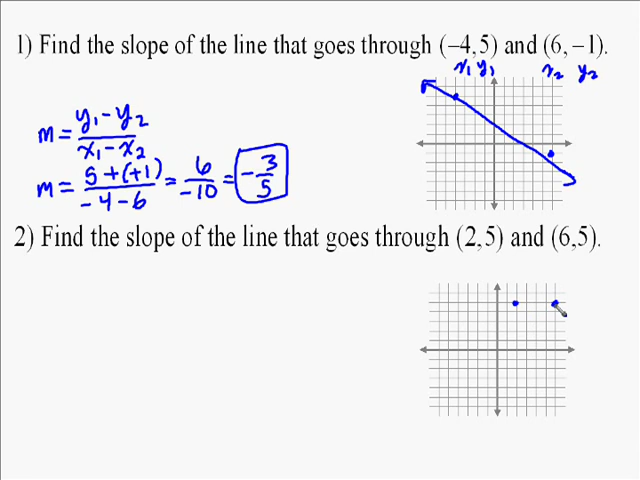 1) Find the slope of the line that goes through (−4,5) and (6,−1).
x₁ y₁ x₂ y₂
m = (y₁ − y₂)/(x₁ − x₂)
m = (5 + (+1))/(−4 − 6) = 6/−10 = −3/5
2) Find the slope of the line that goes through (2,5) and (6,5).